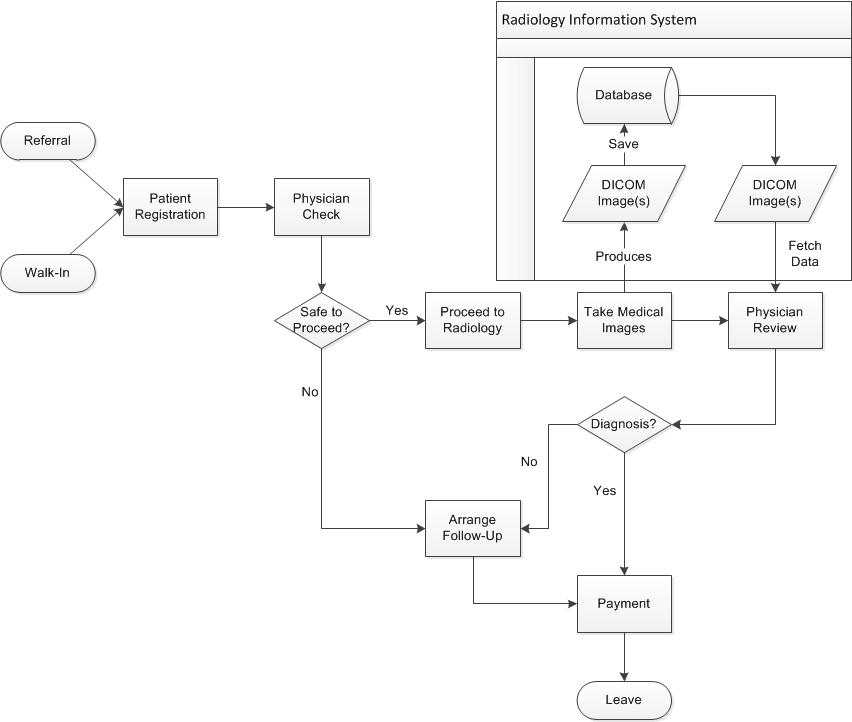 Radiology Information System
Database
Save
DICOM
Image(s)
DICOM
Image(s)
Produces
Fetch
Data
Referral
Patient
Registration
Physician
Check
Walk-In
Safe to
Proceed?
Yes
Proceed to
Radiology
Take Medical
Images
Physician
Review
No
Diagnosis?
No
Yes
Arrange
Follow-Up
Payment
Leave